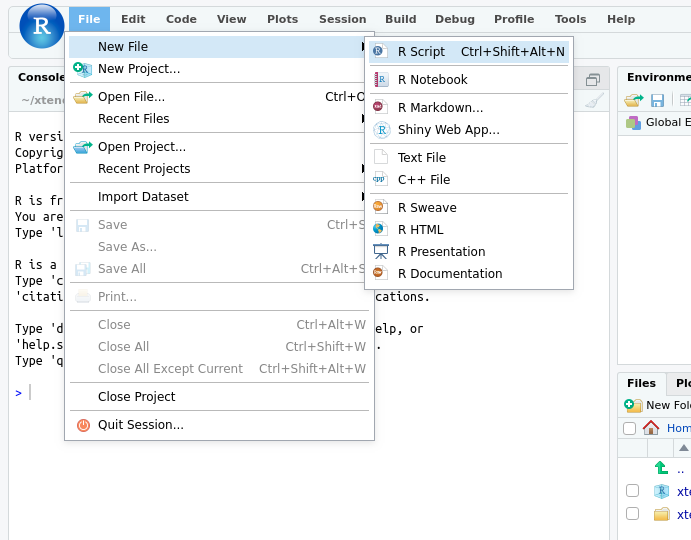 R
File Edit Code View Plots Session Build Debug Profile Tools Help
New File
New Project...
Open File... Ctrl+O
Recent Files
Open Project...
Recent Projects
Import Dataset
Save Ctrl+S
Save As...
Save All Ctrl+Alt+S
Print...
Close Ctrl+Alt+W
Close All Ctrl+Shift+W
Close All Except Current Ctrl+Shift+Alt+W
Close Project
Quit Session...
R Script Ctrl+Shift+Alt+N
R Notebook
R Markdown...
Shiny Web App...
Text File
C++ File
R Sweave
R HTML
R Presentation
R Documentation
Console
~/xten
R versi
Copyrig
Platfor
R is fr
You are
Type 'l
R is a
Type 'c
'citati cations.
Type 'd elp, or
'help.s .
Type 'q
>
Environme
Global E
Files Plo
New Fol
Hom
..
xte
xte